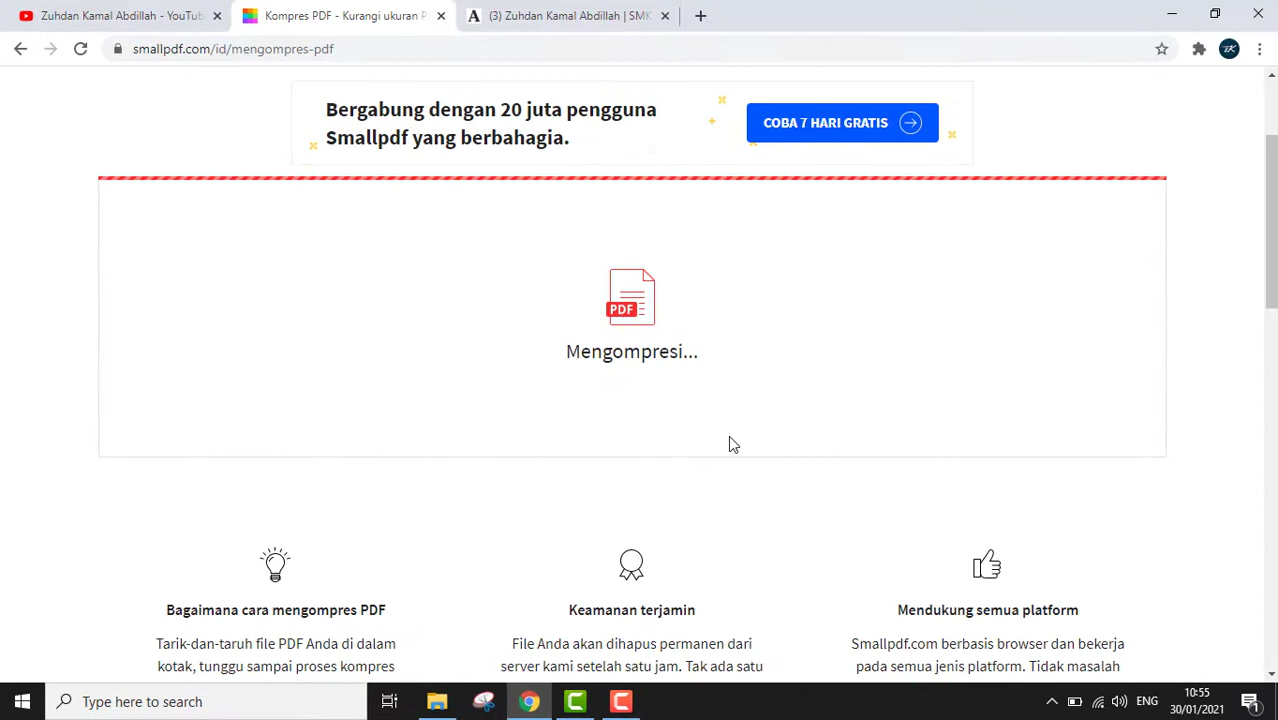 Zuhdan Kamal Abdillah - YouTub
Kompres PDF - Kurangi ukuran P
(3) Zuhdan Kamal Abdillah | SMK
smallpdf.com/id/mengompres-pdf
ZK
Bergabung dengan 20 juta pengguna
Smallpdf yang berbahagia.
COBA 7 HARI GRATIS
PDF
Mengompresi...
Bagaimana cara mengompres PDF
Tarik-dan-taruh file PDF Anda di dalam
kotak, tunggu sampai proses kompres
Keamanan terjamin
File Anda akan dihapus permanen dari
server kami setelah satu jam. Tak ada satu
Mendukung semua platform
Smallpdf.com berbasis browser dan bekerja
pada semua jenis platform. Tidak masalah
Type here to search
ENG
10:55
30/01/2021
1